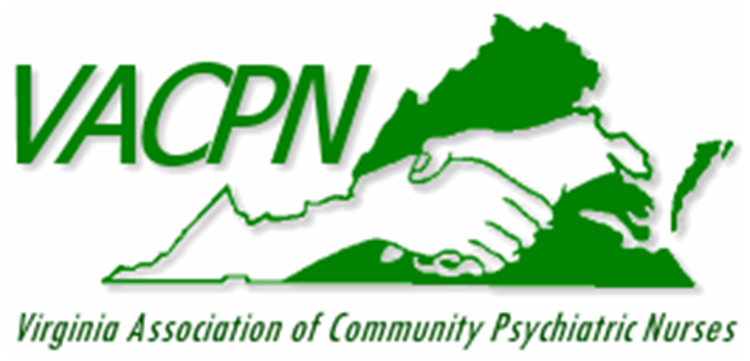 VACPN
Virginia Association of Community Psychiatric Nurses